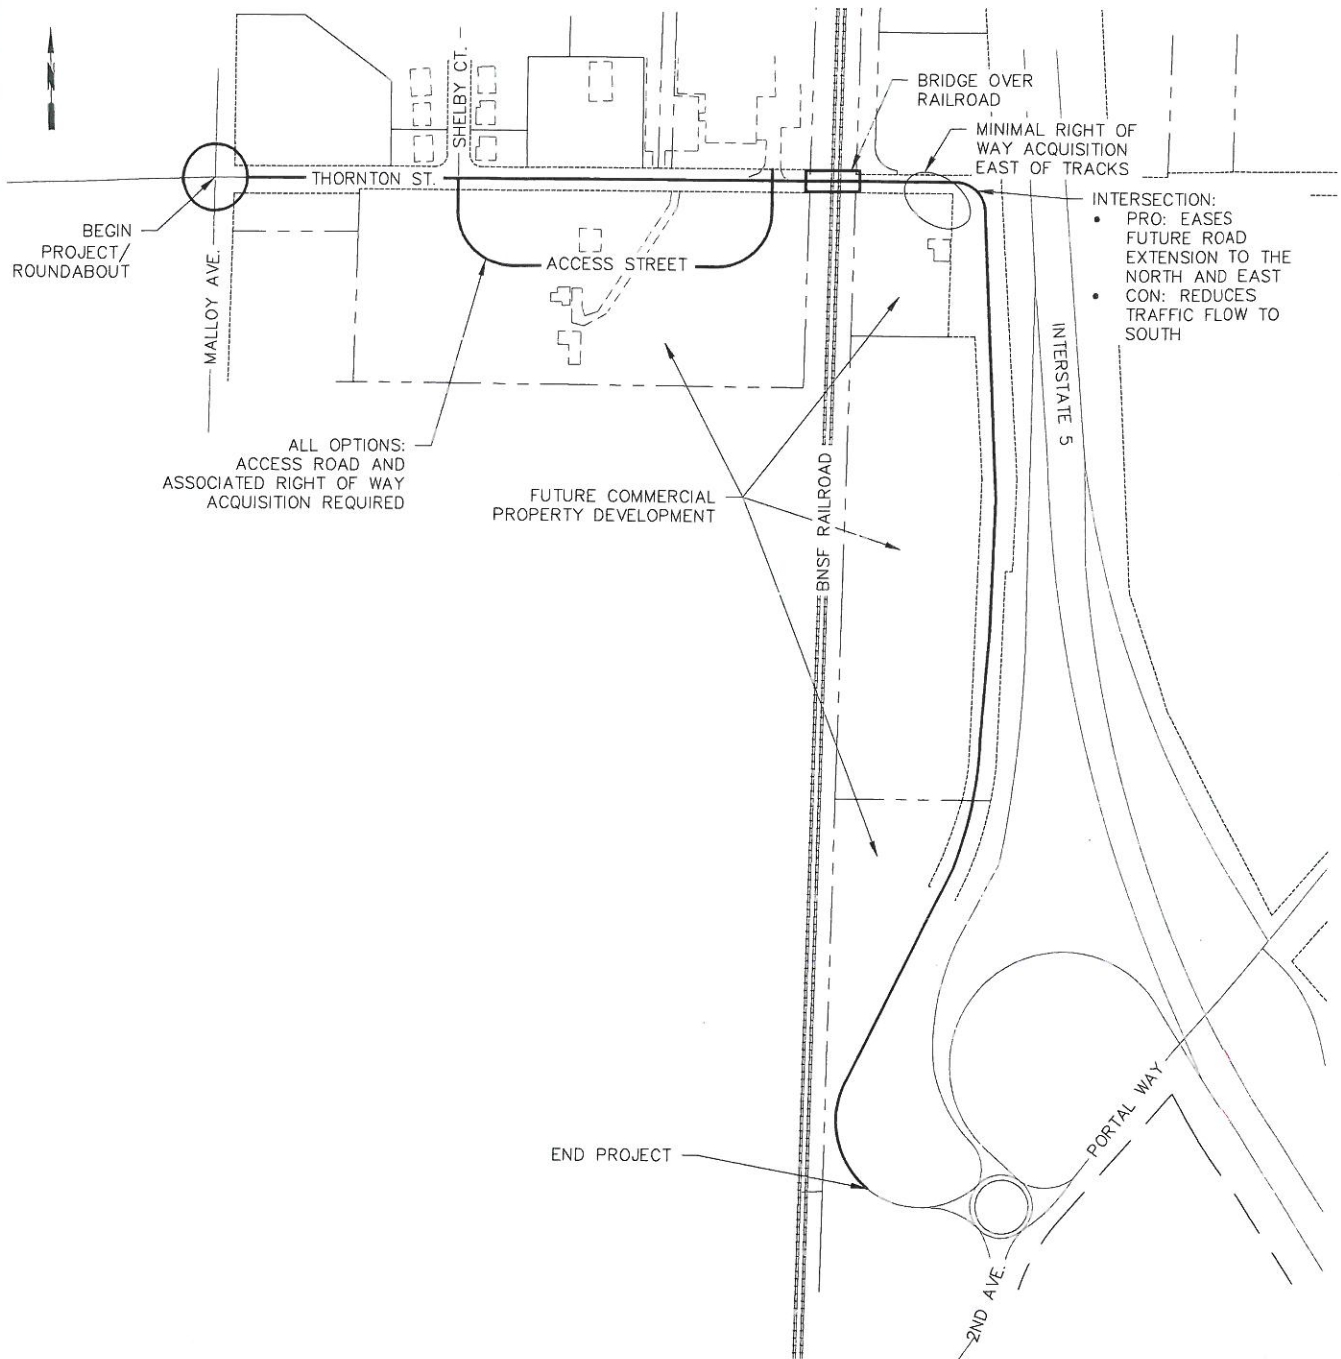 N
SHELBY CT.
BRIDGE OVER
RAILROAD
MINIMAL RIGHT OF
WAY ACQUISITION
EAST OF TRACKS
THORNTON ST.
INTERSECTION:
• PRO: EASES
FUTURE ROAD
EXTENSION TO THE
NORTH AND EAST
• CON: REDUCES
TRAFFIC FLOW TO
SOUTH
BEGIN
PROJECT/
ROUNDABOUT
MALLOY AVE.
ACCESS STREET
INTERSTATE 5
ALL OPTIONS:
ACCESS ROAD AND
ASSOCIATED RIGHT OF WAY
ACQUISITION REQUIRED
FUTURE COMMERCIAL
PROPERTY DEVELOPMENT
BNSF RAILROAD
END PROJECT
PORTAL WAY
2ND AVE.